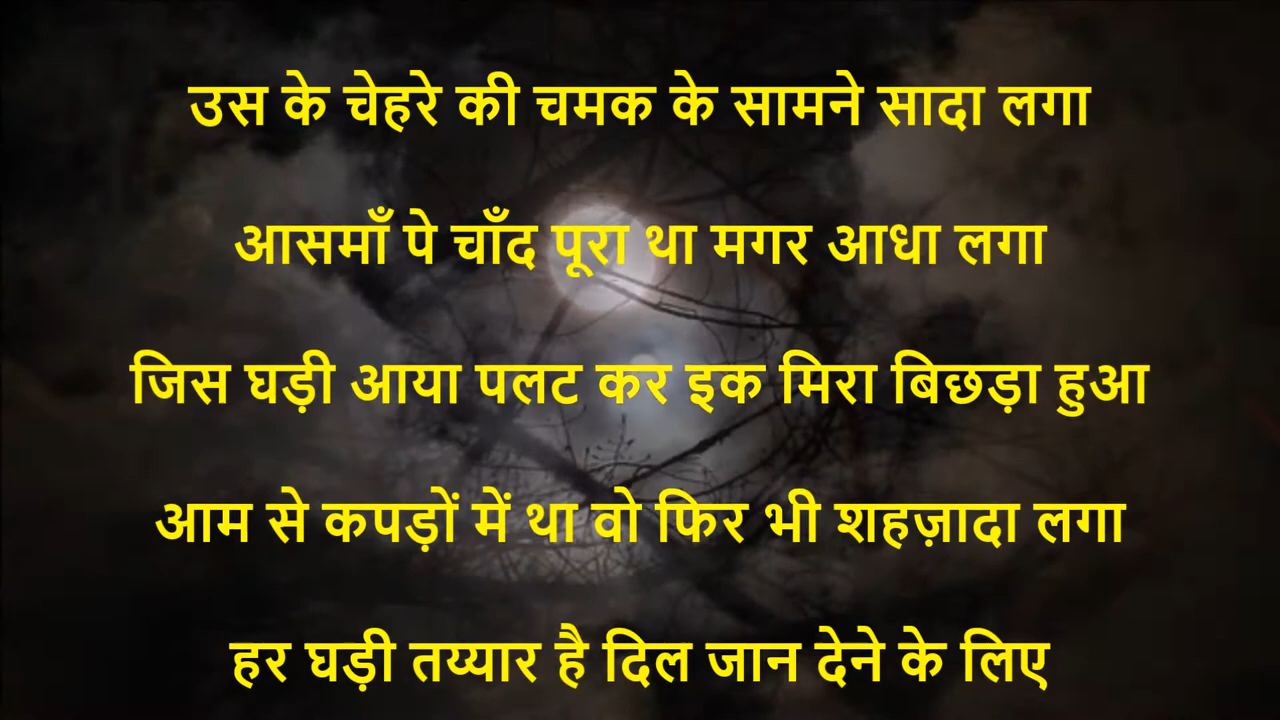 उस के चेहरे की चमक के सामने सादा लगा
आसमाँ पे चाँद पूरा था मगर आधा लगा
जिस घड़ी आया पलट कर इक मिरा बिछड़ा हुआ
आम से कपड़ों में था वो फिर भी शहज़ादा लगा
हर घड़ी तय्यार है दिल जान देने के लिए